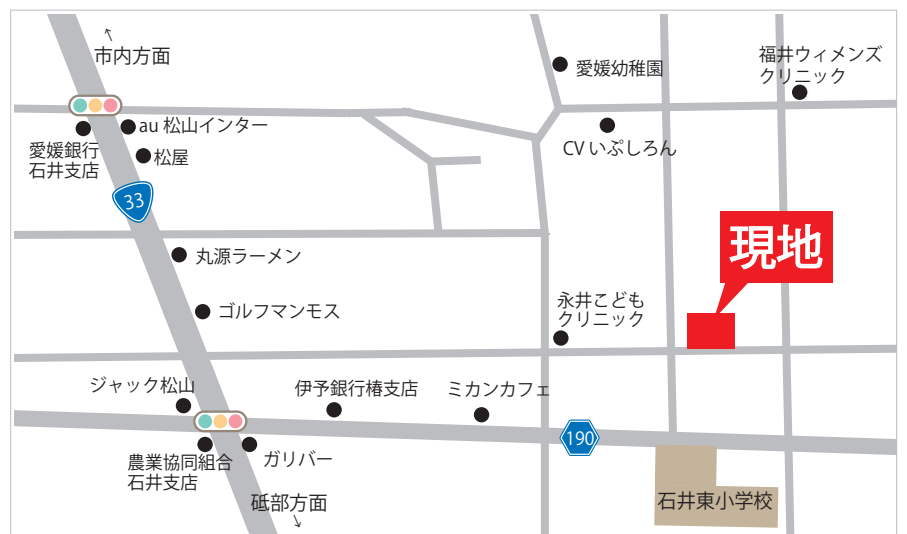 ↑
市内方面
愛媛幼稚園
福井ウィメンズ
クリニック
au 松山インター
CV いぷしろん
愛媛銀行
石井支店
松屋
33
現地
丸源ラーメン
永井こども
クリニック
ゴルフマンモス
ジャック松山
伊予銀行椿支店
ミカンカフェ
190
農業協同組合
石井支店
ガリバー
石井東小学校
砥部方面
↓